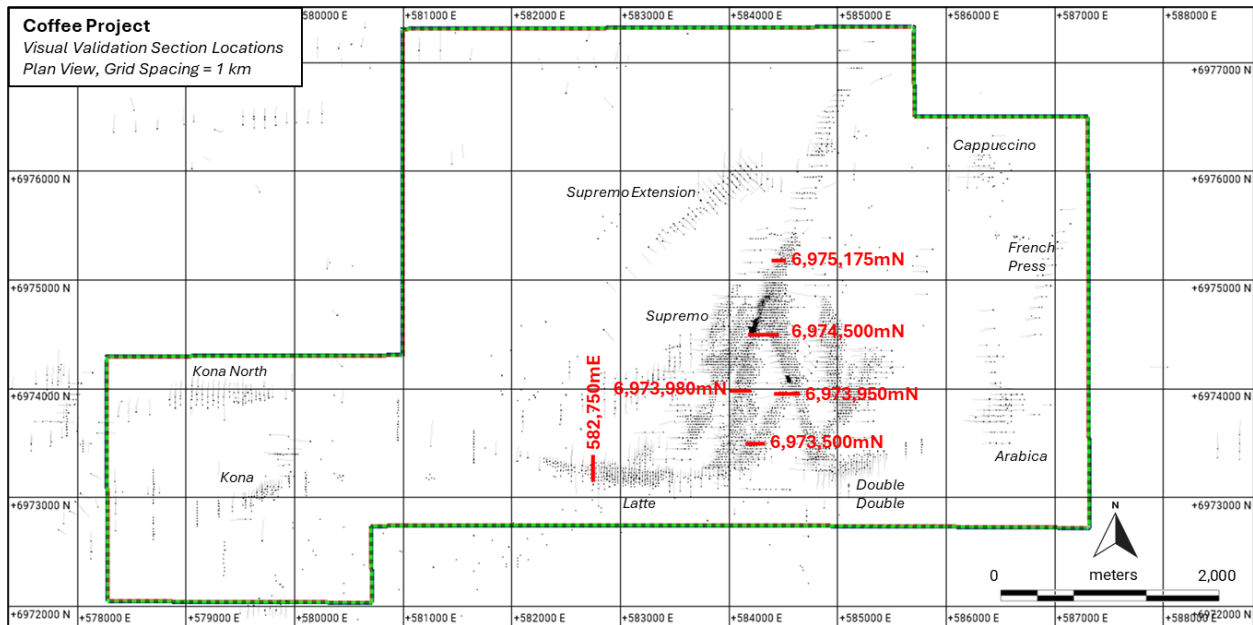 Coffee Project
Visual Validation Section Locations
Plan View, Grid Spacing = 1 km
580000 E
+581000 E
+582000 E
+583000 E
+584000 E
+585000 E
+586000 E
+587000 E
+588000 E
+6977000 N
Cappuccino
+6976000 N
+6976000 N
Supremo Extension
French
Press
6,975,175mN
+6975000 N
+6975000 N
Supremo
6,974,500mN
Kona North
+6974000 N
6,973,980mN
6,973,950mN
+6974000 N
582,750mE
6,973,500mN
Arabica
Kona
Double
Double
+6973000 N
Latte
+6973000 N
N
0
meters
2,000
+6972000 N
+6972000 N
+578000 E
+579000 E
+580000 E
+581000 E
+582000 E
+583000 E
+584000 E
+585000 E
+586000 E
+587000 E
+588000 E